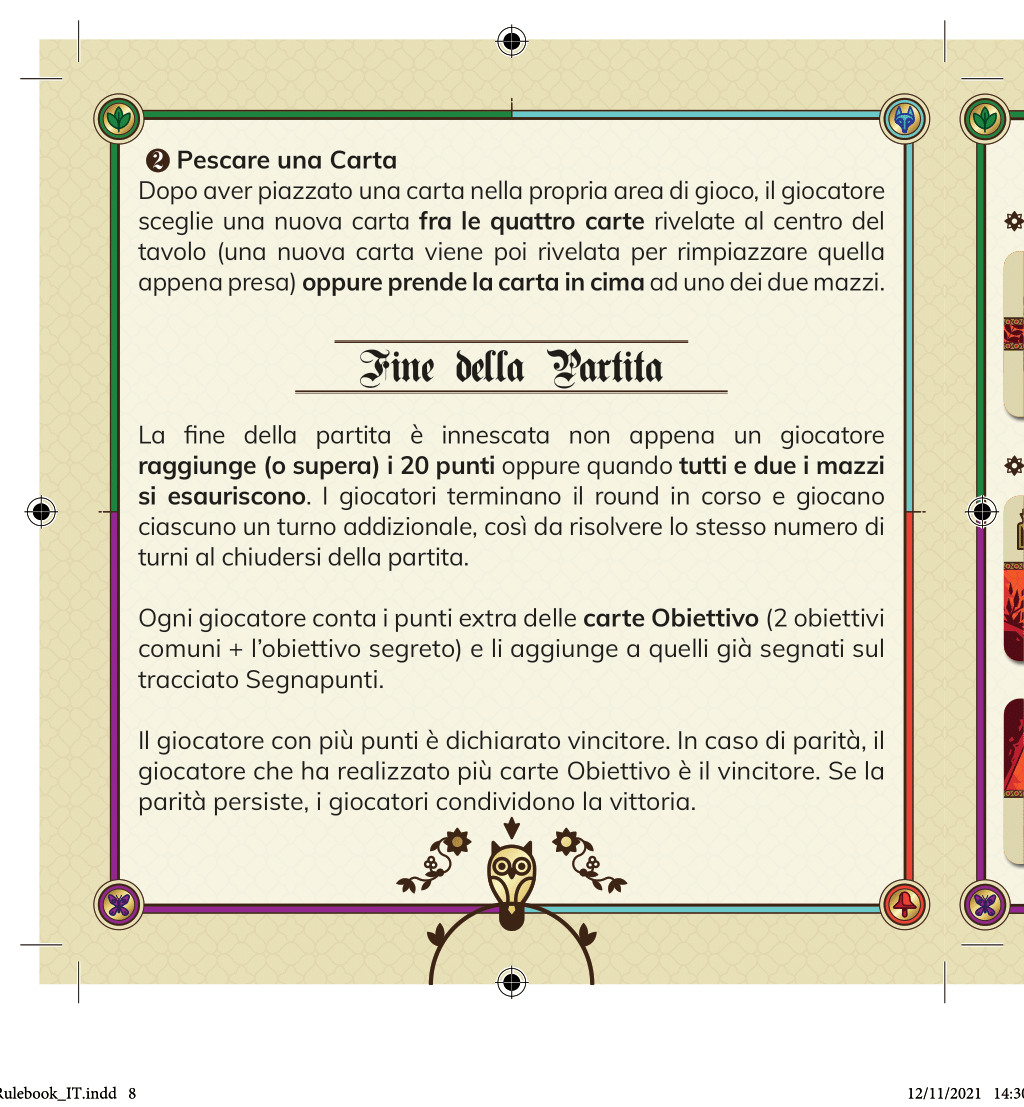 2 Pescare una Carta
Dopo aver piazzato una carta nella propria area di gioco, il giocatore
sceglie una nuova carta fra le quattro carte rivelate al centro del
tavolo (una nuova carta viene poi rivelata per rimpiazzare quella
appena presa) oppure prende la carta in cima ad uno dei due mazzi.
Fine della Partita
La fine della partita è innescata non appena un giocatore
raggiunge (o supera) i 20 punti oppure quando tutti e due i mazzi
si esauriscono. I giocatori terminano il round in corso e giocano
ciascuno un turno addizionale, così da risolvere lo stesso numero di
turni al chiudersi della partita.
Ogni giocatore conta i punti extra delle carte Obiettivo (2 obiettivi
comuni + l’obiettivo segreto) e li aggiunge a quelli già segnati sul
tracciato Segnapunti.
Il giocatore con più punti è dichiarato vincitore. In caso di parità, il
giocatore che ha realizzato più carte Obiettivo è il vincitore. Se la
parità persiste, i giocatori condividono la vittoria.
Rulebook_IT.indd 8
12/11/2021 14:30